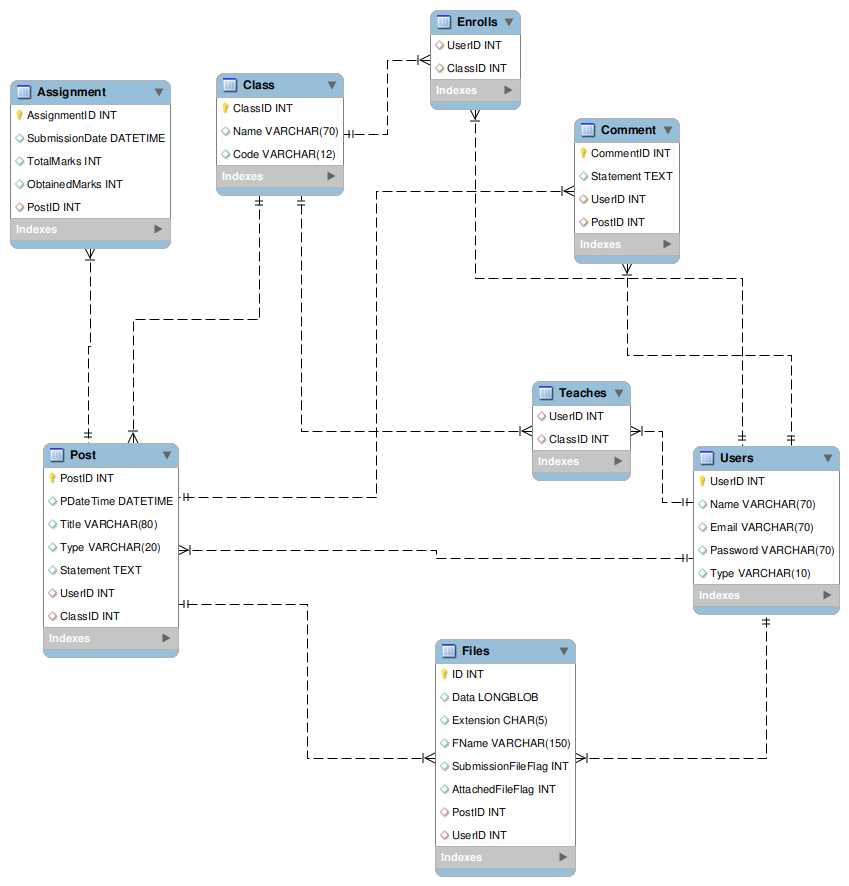 Enrolls
UserID INT
ClassID INT
Indexes
Assignment
AssignmentID INT
SubmissionDate DATETIME
TotalMarks INT
ObtainedMarks INT
PostID INT
Indexes
Class
ClassID INT
Name VARCHAR(70)
Code VARCHAR(12)
Indexes
Comment
CommentID INT
Statement TEXT
UserID INT
PostID INT
Indexes
Teaches
UserID INT
ClassID INT
Indexes
Post
PostID INT
PDateTime DATETIME
Title VARCHAR(80)
Type VARCHAR(20)
Statement TEXT
UserID INT
ClassID INT
Indexes
Users
UserID INT
Name VARCHAR(70)
Email VARCHAR(70)
Password VARCHAR(70)
Type VARCHAR(10)
Indexes
Files
ID INT
Data LONGBLOB
Extension CHAR(5)
FName VARCHAR(150)
SubmissionFileFlag INT
AttachedFileFlag INT
PostID INT
UserID INT
Indexes